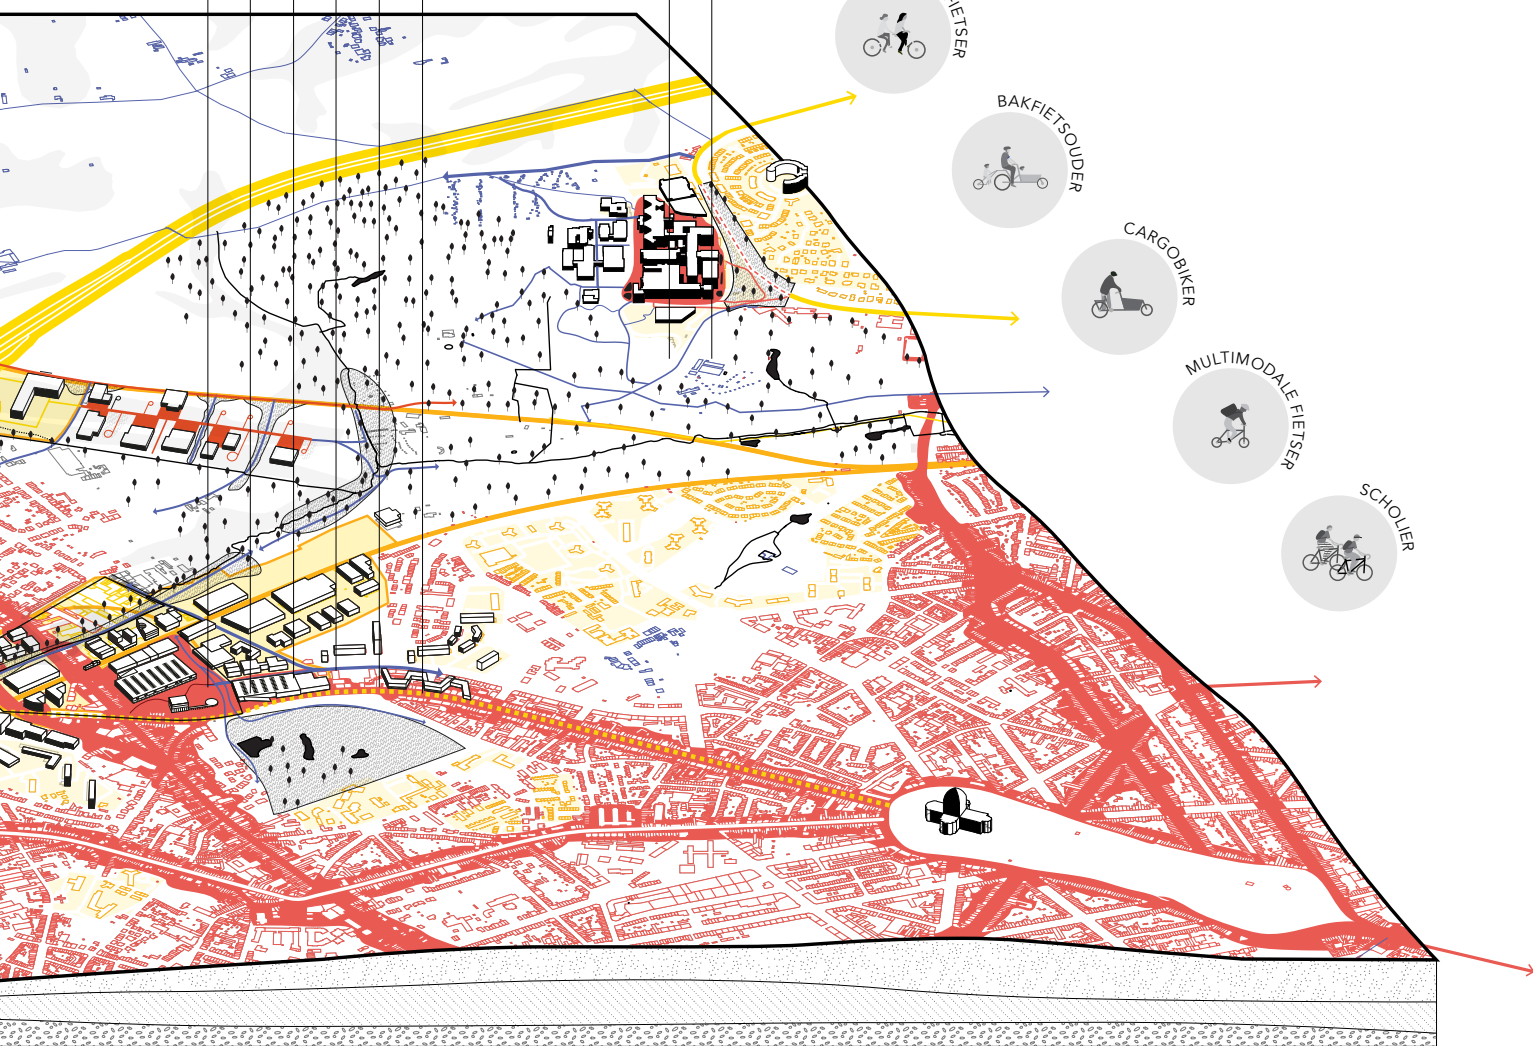 IETSER
BAKFIETSOUDER
CARGOBIKER
MULTIMODALE FIETSER
SCHOLIER